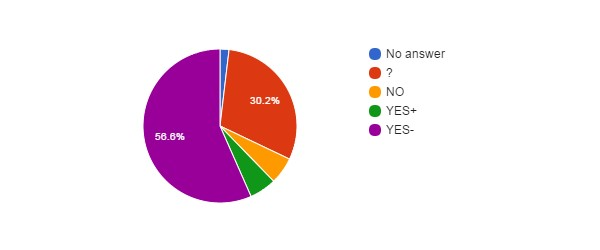 No answer
?
NO
YES+
YES-
30.2%
56.6%